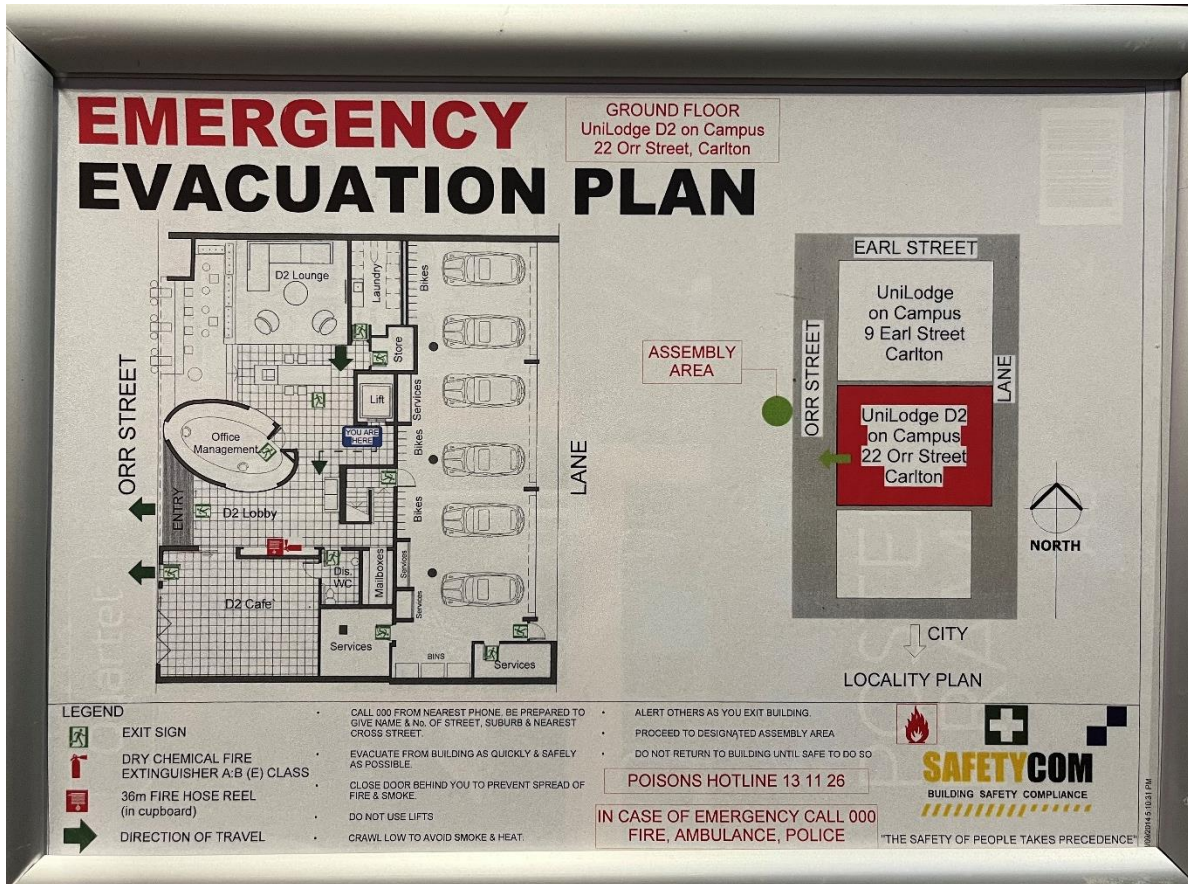 EMERGENCY
EVACUATION PLAN
GROUND FLOOR
UniLodge D2 on Campus
22 Orr Street, Carlton
D2 Lounge
Laundry
Bikes
Store
Lift
Services
Office
Management
YOU ARE
HERE
Bikes
ORR STREET
LANE
ENTRY
D2 Lobby
Bikes
Dis.
WC
Mailboxes
Services
Services
D2 Cafe
Services
BINS
Services
ASSEMBLY
AREA
EARL STREET
UniLodge
on Campus
9 Earl Street
Carlton
ORR STREET
LANE
UniLodge D2
on Campus
22 Orr Street
Carlton
NORTH
CITY
LOCALITY PLAN
LEGEND
EXIT SIGN
DRY CHEMICAL FIRE
EXTINGUISHER A:B (E) CLASS
36m FIRE HOSE REEL
(in cupboard)
DIRECTION OF TRAVEL
• CALL 000 FROM NEAREST PHONE. BE PREPARED TO
GIVE NAME & No. OF STREET, SUBURB & NEAREST
CROSS STREET.
• EVACUATE FROM BUILDING AS QUICKLY & SAFELY
AS POSSIBLE.
• CLOSE DOOR BEHIND YOU TO PREVENT SPREAD OF
FIRE & SMOKE.
• DO NOT USE LIFTS
• CRAWL LOW TO AVOID SMOKE & HEAT.
• ALERT OTHERS AS YOU EXIT BUILDING.
• PROCEED TO DESIGNATED ASSEMBLY AREA
• DO NOT RETURN TO BUILDING UNTIL SAFE TO DO SO
POISONS HOTLINE 13 11 26
IN CASE OF EMERGENCY CALL 000
FIRE, AMBULANCE, POLICE
SAFETYCOM
BUILDING SAFETY COMPLIANCE
"THE SAFETY OF PEOPLE TAKES PRECEDENCE"